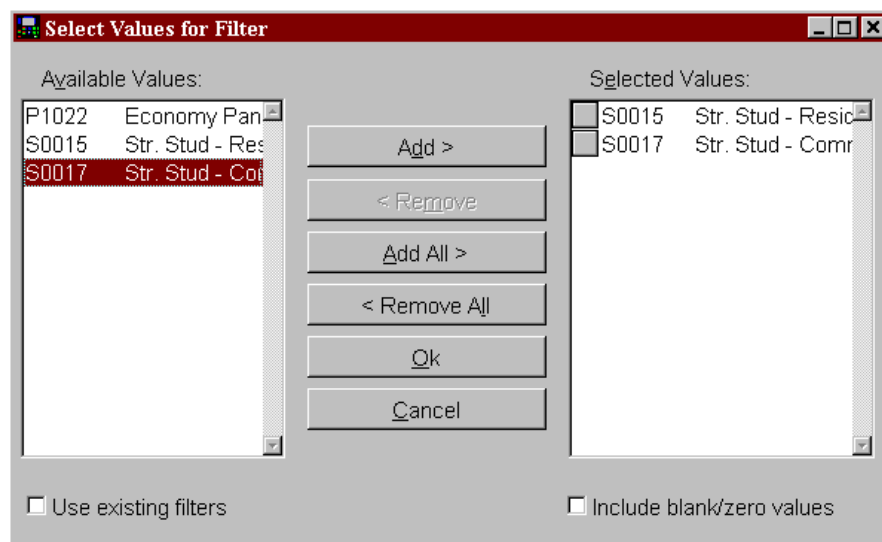 Select Values for Filter
Available Values:
P1022 Economy Pan
S0015 Str. Stud - Res
S0017 Str. Stud - Co
Add >
< Remove
Add All >
< Remove All
Ok
Cancel
Selected Values:
S0015 Str. Stud - Resid
S0017 Str. Stud - Comm
Use existing filters
Include blank/zero values